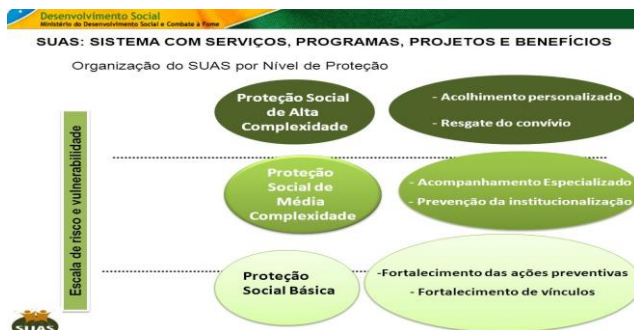 Desenvolvimento Social
Ministério do Desenvolvimento Social e Combate à Fome
SUAS: SISTEMA COM SERVIÇOS, PROGRAMAS, PROJETOS E BENEFÍCIOS
Organização do SUAS por Nível de Proteção
Escala de risco e vulnerabilidade
Proteção Social
de Alta
Complexidade
- Acolhimento personalizado
- Resgate do convívio
Proteção
Social de
Média
Complexidade
- Acompanhamento Especializado
- Prevenção da institucionalização
Proteção
Social Básica
-Fortalecimento das ações preventivas
- Fortalecimento de vínculos
SUAS